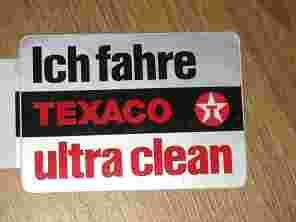 Ich fahre
TEXACO T
ultra clean